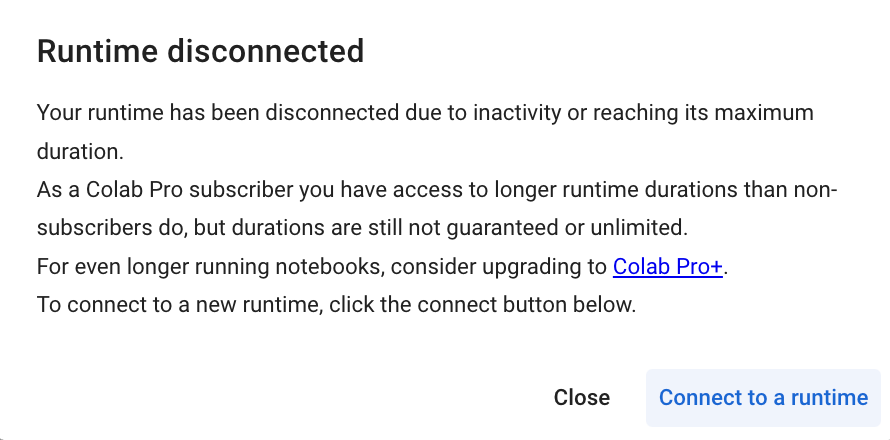 Runtime disconnected
Your runtime has been disconnected due to inactivity or reaching its maximum
duration.
As a Colab Pro subscriber you have access to longer runtime durations than non-
subscribers do, but durations are still not guaranteed or unlimited.
For even longer running notebooks, consider upgrading to Colab Pro+.
To connect to a new runtime, click the connect button below.
Close Connect to a runtime